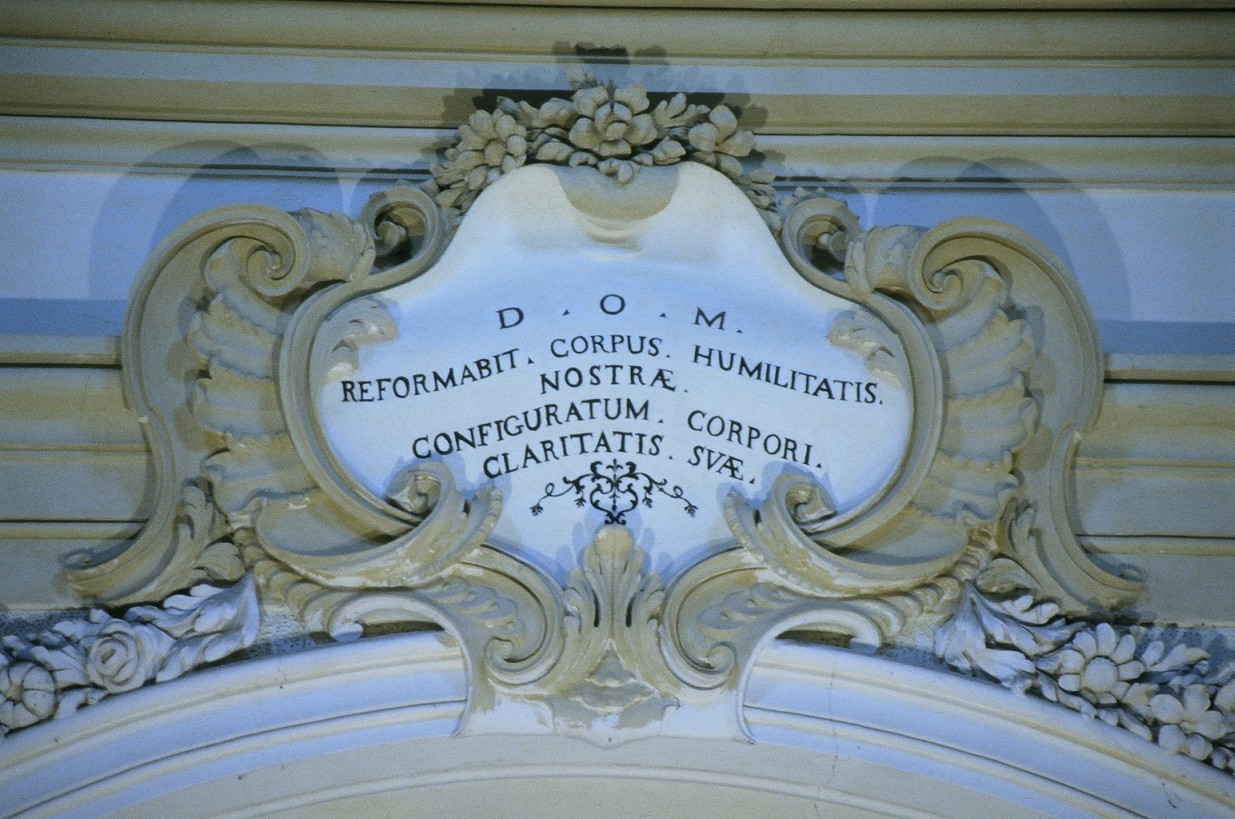 D . O . M.
REFORMABIT. CORPUS. HUMILITATIS.
NOSTRÆ.
CONFIGURATUM. CORPORI.
CLARITATIS. SVÆ.